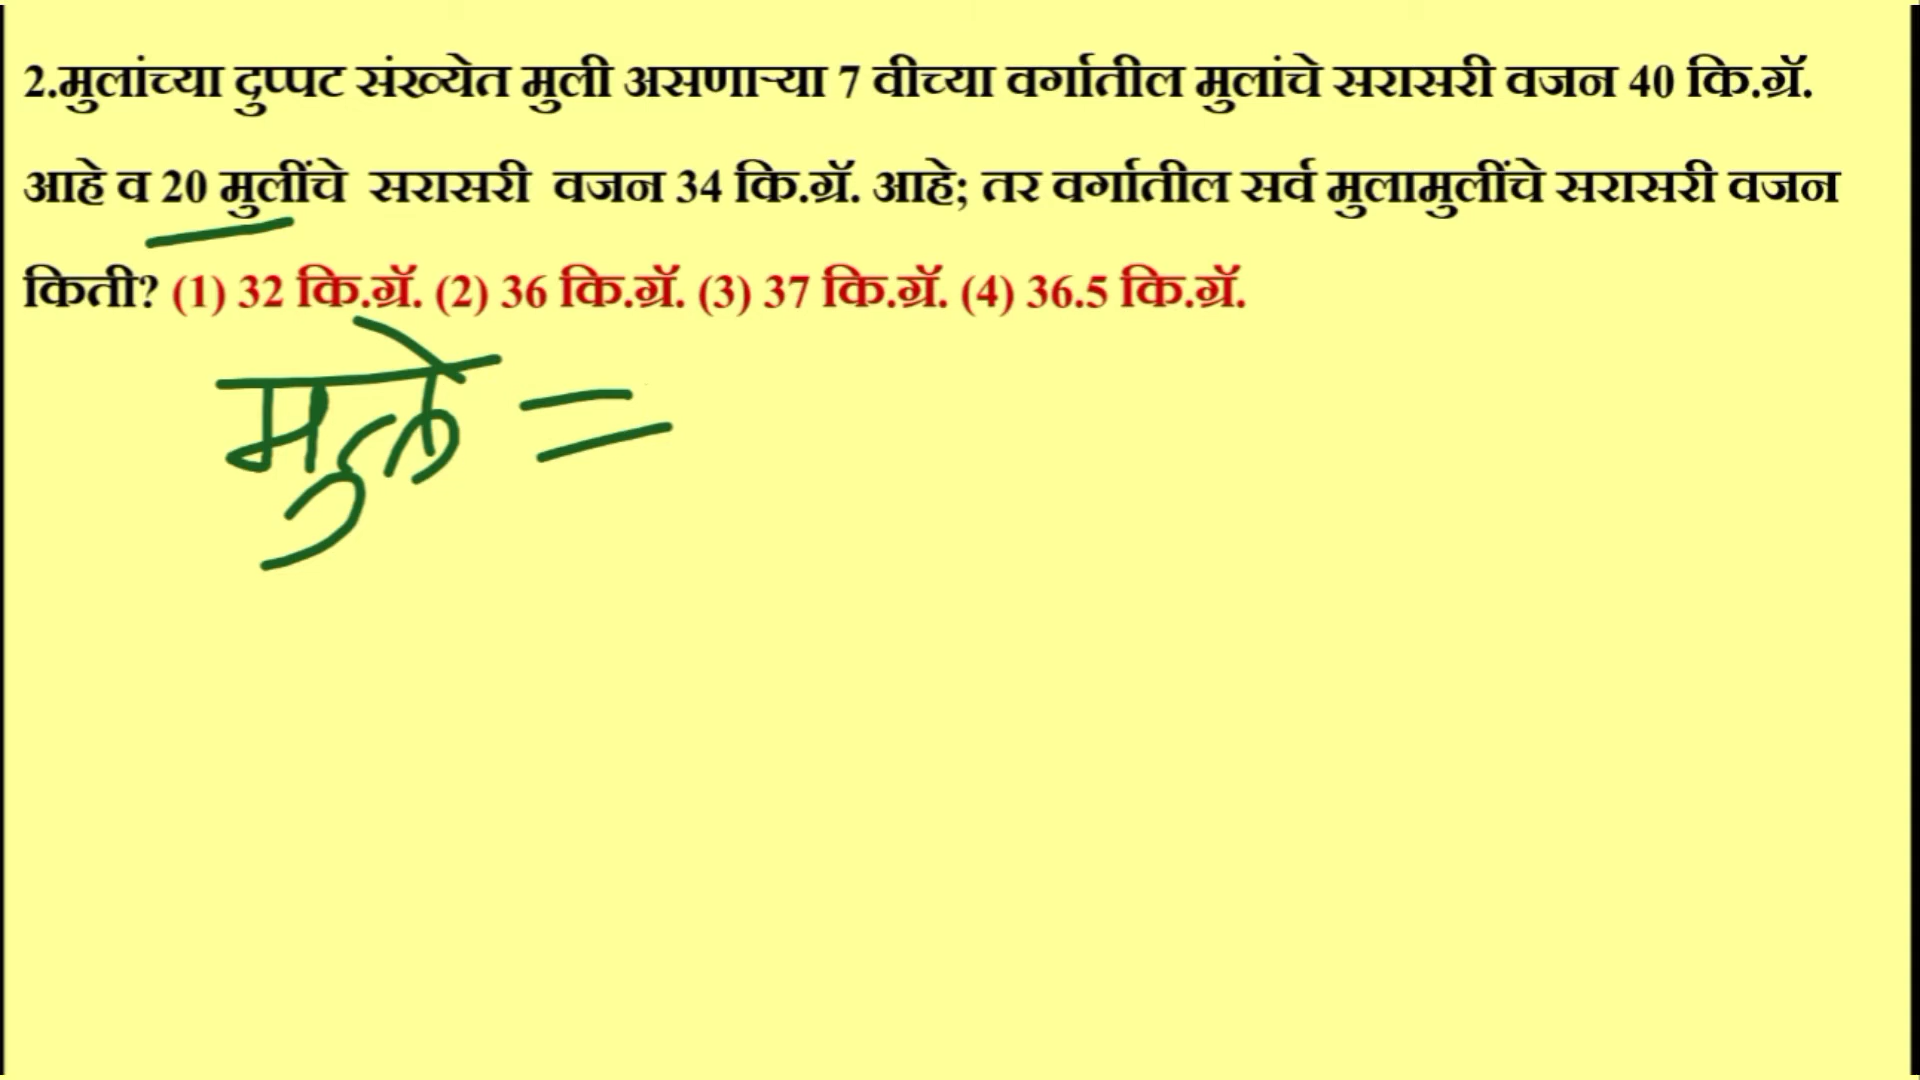 2.मुलांच्या दुप्पट संख्येत मुली असणाऱ्या 7 वीच्या वर्गातील मुलांचे सरासरी वजन 40 कि.ग्रॅ.
आहे व 20 मुलींचे सरासरी वजन 34 कि.ग्रॅ. आहे; तर वर्गातील सर्व मुलामुलींचे सरासरी वजन
किती? (1) 32 कि.ग्रॅ. (2) 36 कि.ग्रॅ. (3) 37 कि.ग्रॅ. (4) 36.5 कि.ग्रॅ.
मुले =